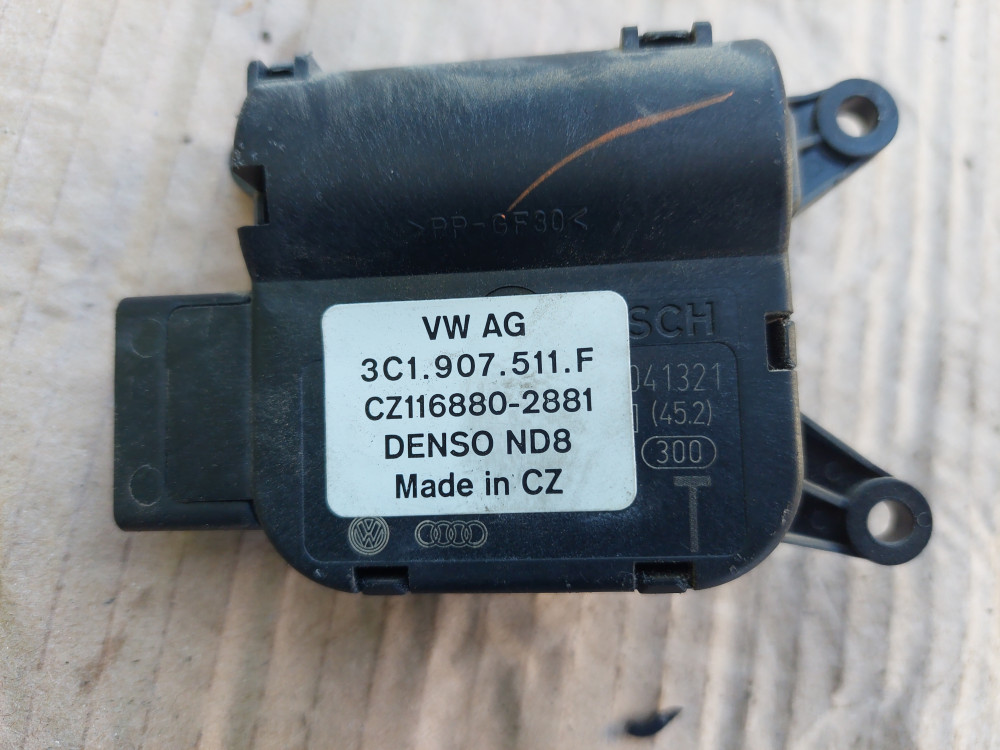 >PP-GF30<
SCH
VW AG
3C1.907.511.F
CZ116880-2881
DENSO ND8
Made in CZ
041321
(45.2)
300
T